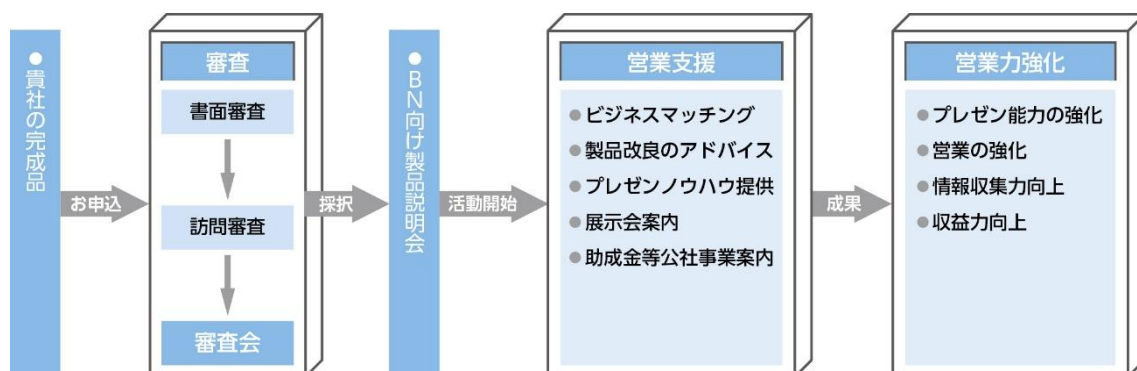 ●貴社の完成品
お申込
審査
書面審査
訪問審査
審査会
採択
●BN向け製品説明会
活動開始
営業支援
●ビジネスマッチング
●製品改良のアドバイス
●プレゼンノウハウ提供
●展示会案内
●助成金等公社事業案内
成果
営業力強化
●プレゼン能力の強化
●営業の強化
●情報収集力向上
●収益力向上